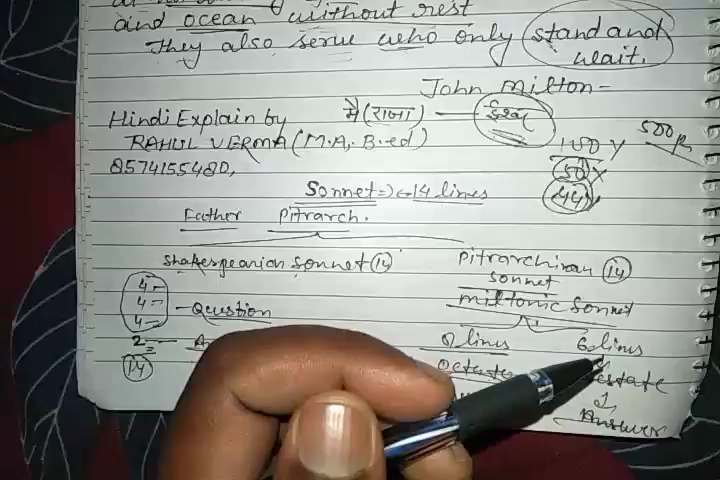 and ocean without rest
They also serve who only stand and
wait.
John Milton-
Hindi Explain by मै (राजा) — ईश्वर
RAHUL VERMA (M.A, B.ed)
8574155480,
100 Y
500 R
50 Y
44
Sonnet => 14 lines
Father Pitrarch.
Shakespearian Sonnet (14)
4-
4-
4-
- Question
2-
14
Pitrarchian (14)
Sonnet
miltonic Sonnet
8 lines 6 lines
Octate estate
Answer